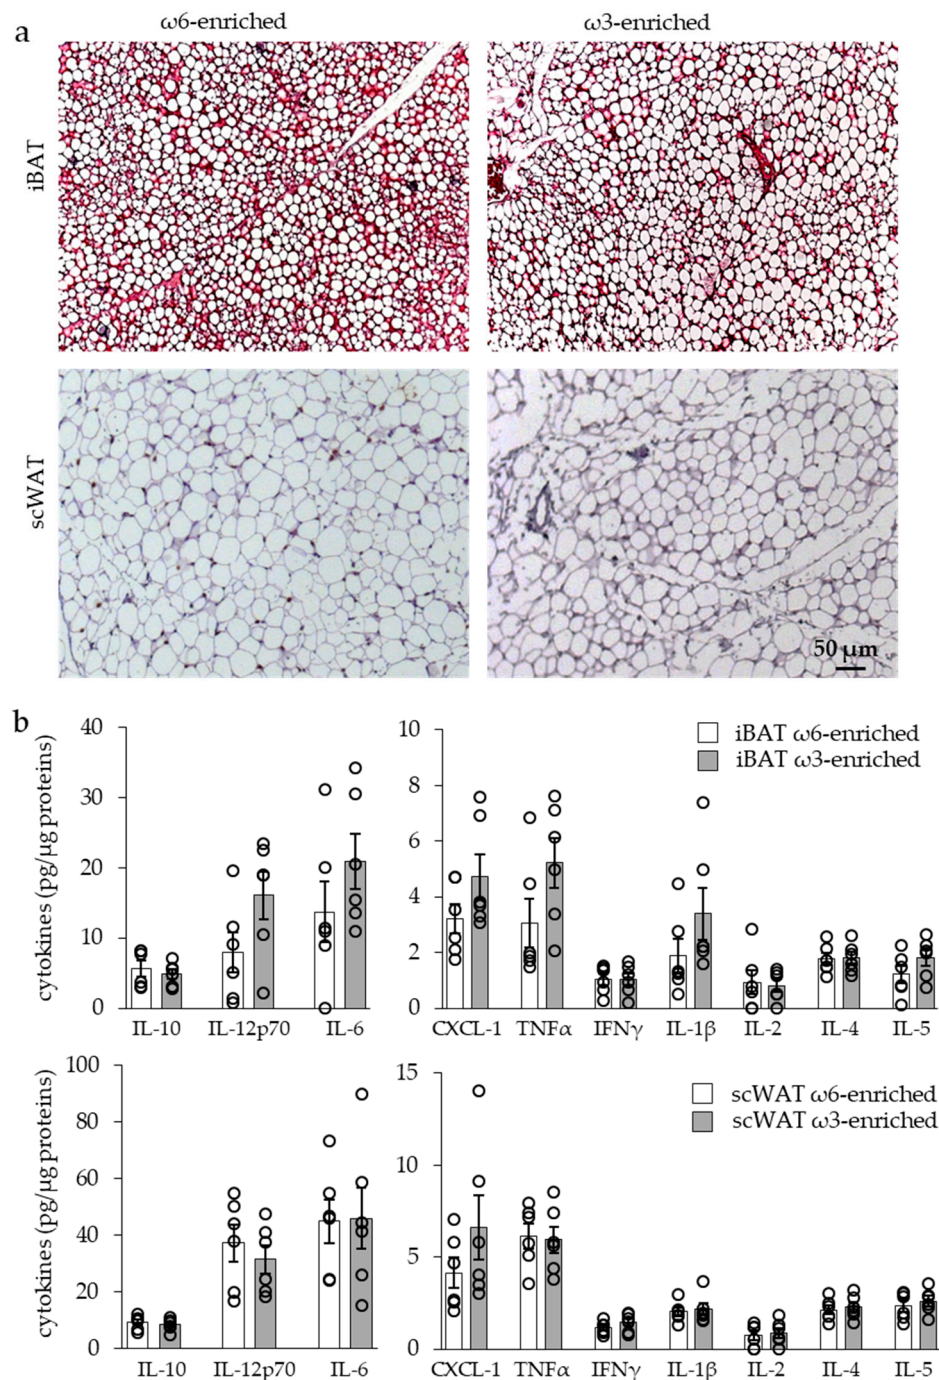 ω6-enriched ω3-enriched
a
iBAT
scWAT
50 µm
b
cytokines (pg/µg proteins)
40
30
20
10
0
IL-10 IL-12p70 IL-6
10
8
6
4
2
0
CXCL-1 TNFα IFNγ IL-1β IL-2 IL-4 IL-5
iBAT ω6-enriched
iBAT ω3-enriched
cytokines (pg/µg proteins)
100
80
60
40
20
0
IL-10 IL-12p70 IL-6
15
10
5
0
CXCL-1 TNFα IFNγ IL-1β IL-2 IL-4 IL-5
scWAT ω6-enriched
scWAT ω3-enriched